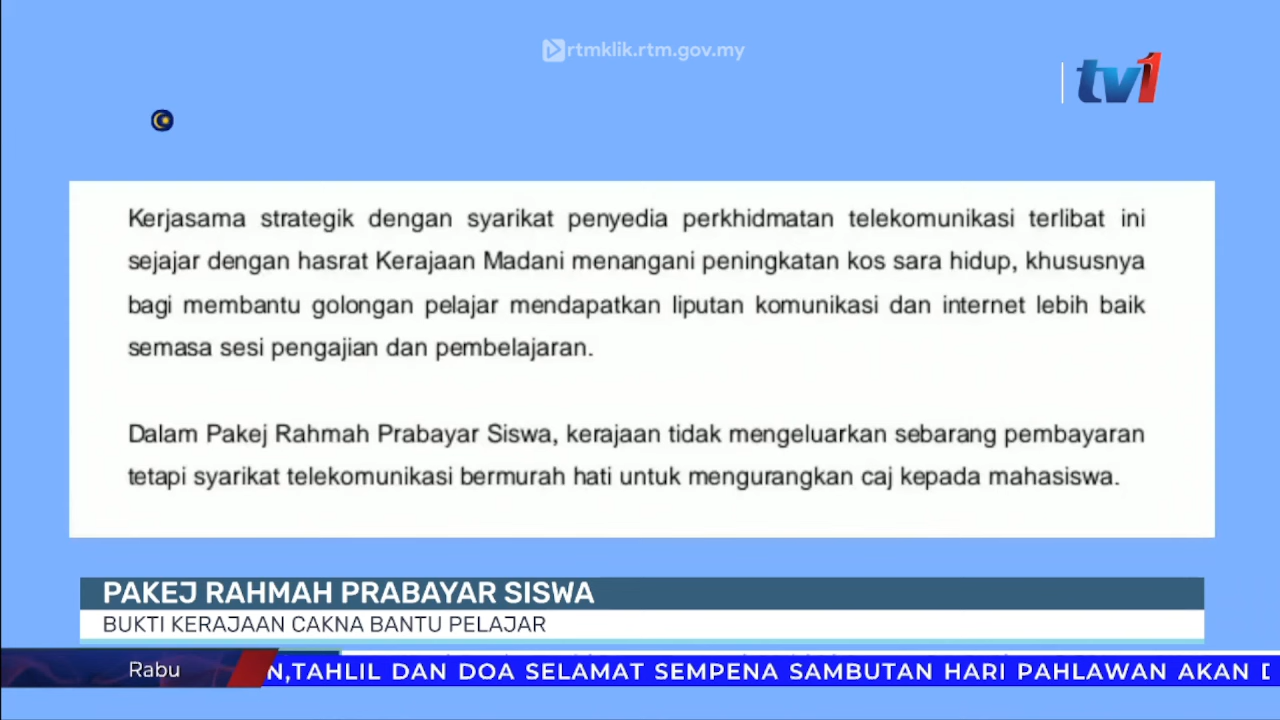 rtmklik.rtm.gov.my
tv1
Kerjasama strategik dengan syarikat penyedia perkhidmatan telekomunikasi terlibat ini
sejajar dengan hasrat Kerajaan Madani menangani peningkatan kos sara hidup, khususnya
bagi membantu golongan pelajar mendapatkan liputan komunikasi dan internet lebih baik
semasa sesi pengajian dan pembelajaran.
Dalam Pakej Rahmah Prabayar Siswa, kerajaan tidak mengeluarkan sebarang pembayaran
tetapi syarikat telekomunikasi bermurah hati untuk mengurangkan caj kepada mahasiswa.
PAKEJ RAHMAH PRABAYAR SISWA
BUKTI KERAJAAN CAKNA BANTU PELAJAR
Rabu
N,TAHLIL DAN DOA SELAMAT SEMPENA SAMBUTAN HARI PAHLAWAN AKAN